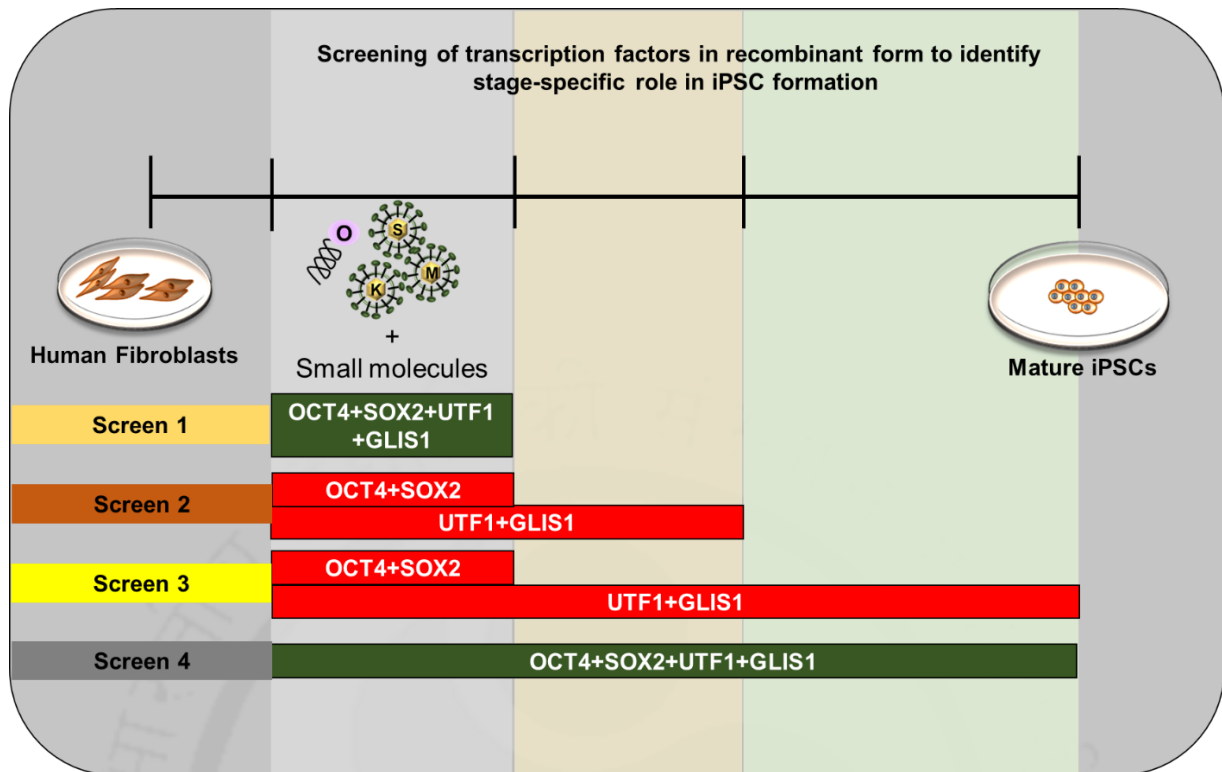 Screening of transcription factors in recombinant form to identify
stage-specific role in iPSC formation
O
S
M
K
+
Small molecules
Human Fibroblasts
Mature iPSCs
Screen 1
OCT4+SOX2+UTF1
+GLIS1
Screen 2
OCT4+SOX2
UTF1+GLIS1
Screen 3
OCT4+SOX2
UTF1+GLIS1
Screen 4
OCT4+SOX2+UTF1+GLIS1